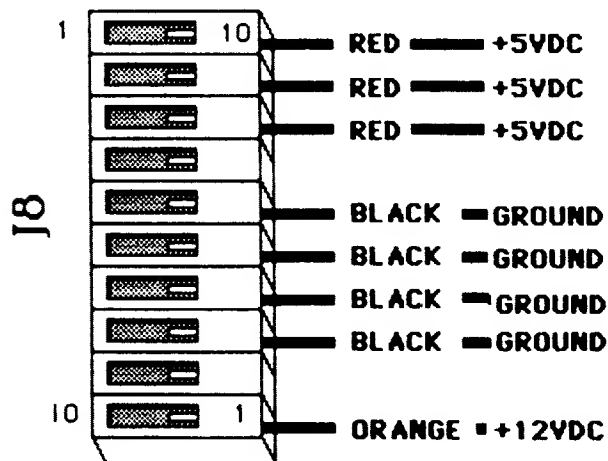 1 10 RED +5VDC
RED +5VDC
RED +5VDC
J8
BLACK GROUND
BLACK GROUND
BLACK GROUND
BLACK GROUND
10 1 ORANGE +12VDC